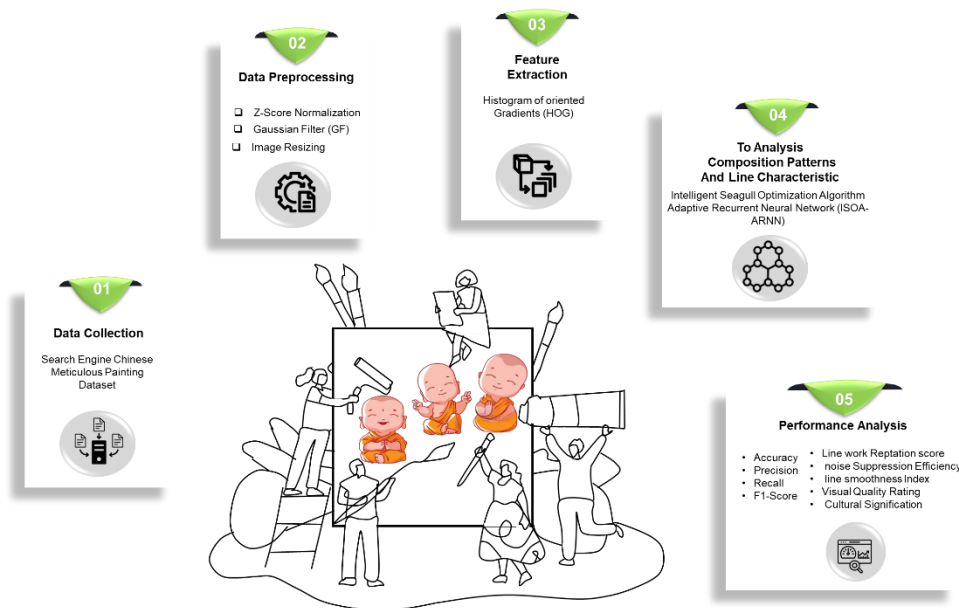 01
Data Collection
Search Engine Chinese
Meticulous Painting
Dataset
02
Data Preprocessing
Z-Score Normalization
Gaussian Filter (GF)
Image Resizing
03
Feature
Extraction
Histogram of oriented
Gradients (HOG)
04
To Analysis
Composition Patterns
And Line Characteristic
Intelligent Seagull Optimization Algorithm
Adaptive Recurrent Neural Network (ISOA-
ARNN)
05
Performance Analysis
• Accuracy
• Precision
• Recall
• F1-Score
• Line work Reptation score
• noise Suppression Efficiency
• line smoothness Index
• Visual Quality Rating
• Cultural Signification